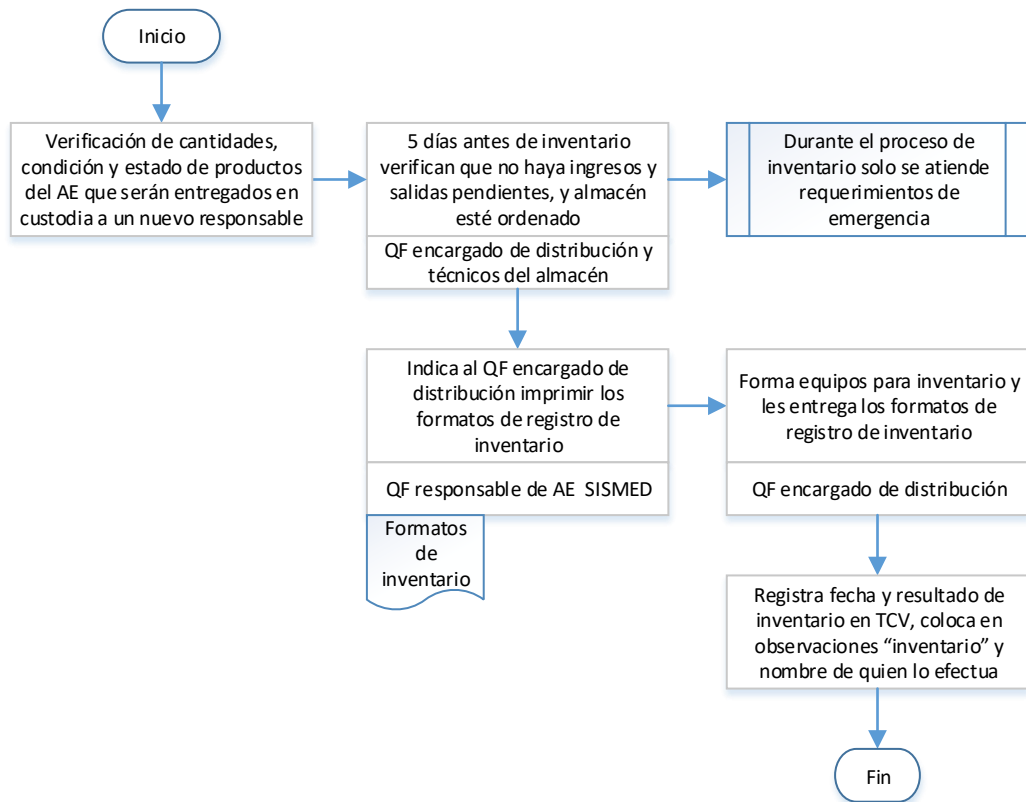 Inicio
Verificación de cantidades,
condición y estado de productos
del AE que serán entregados en
custodia a un nuevo responsable
5 días antes de inventario
verifican que no haya ingresos y
salidas pendientes, y almacén
esté ordenado
QF encargado de distribución y
técnicos del almacén
Durante el proceso de
inventario solo se atiende
requerimientos de
emergencia
Indica al QF encargado de
distribución imprimir los
formatos de registro de
inventario
QF responsable de AE SISMED
Formatos
de
inventario
Forma equipos para inventario y
les entrega los formatos de
registro de inventario
QF encargado de distribución
Registra fecha y resultado de
inventario en TCV, coloca en
observaciones “inventario” y
nombre de quien lo efectua
Fin